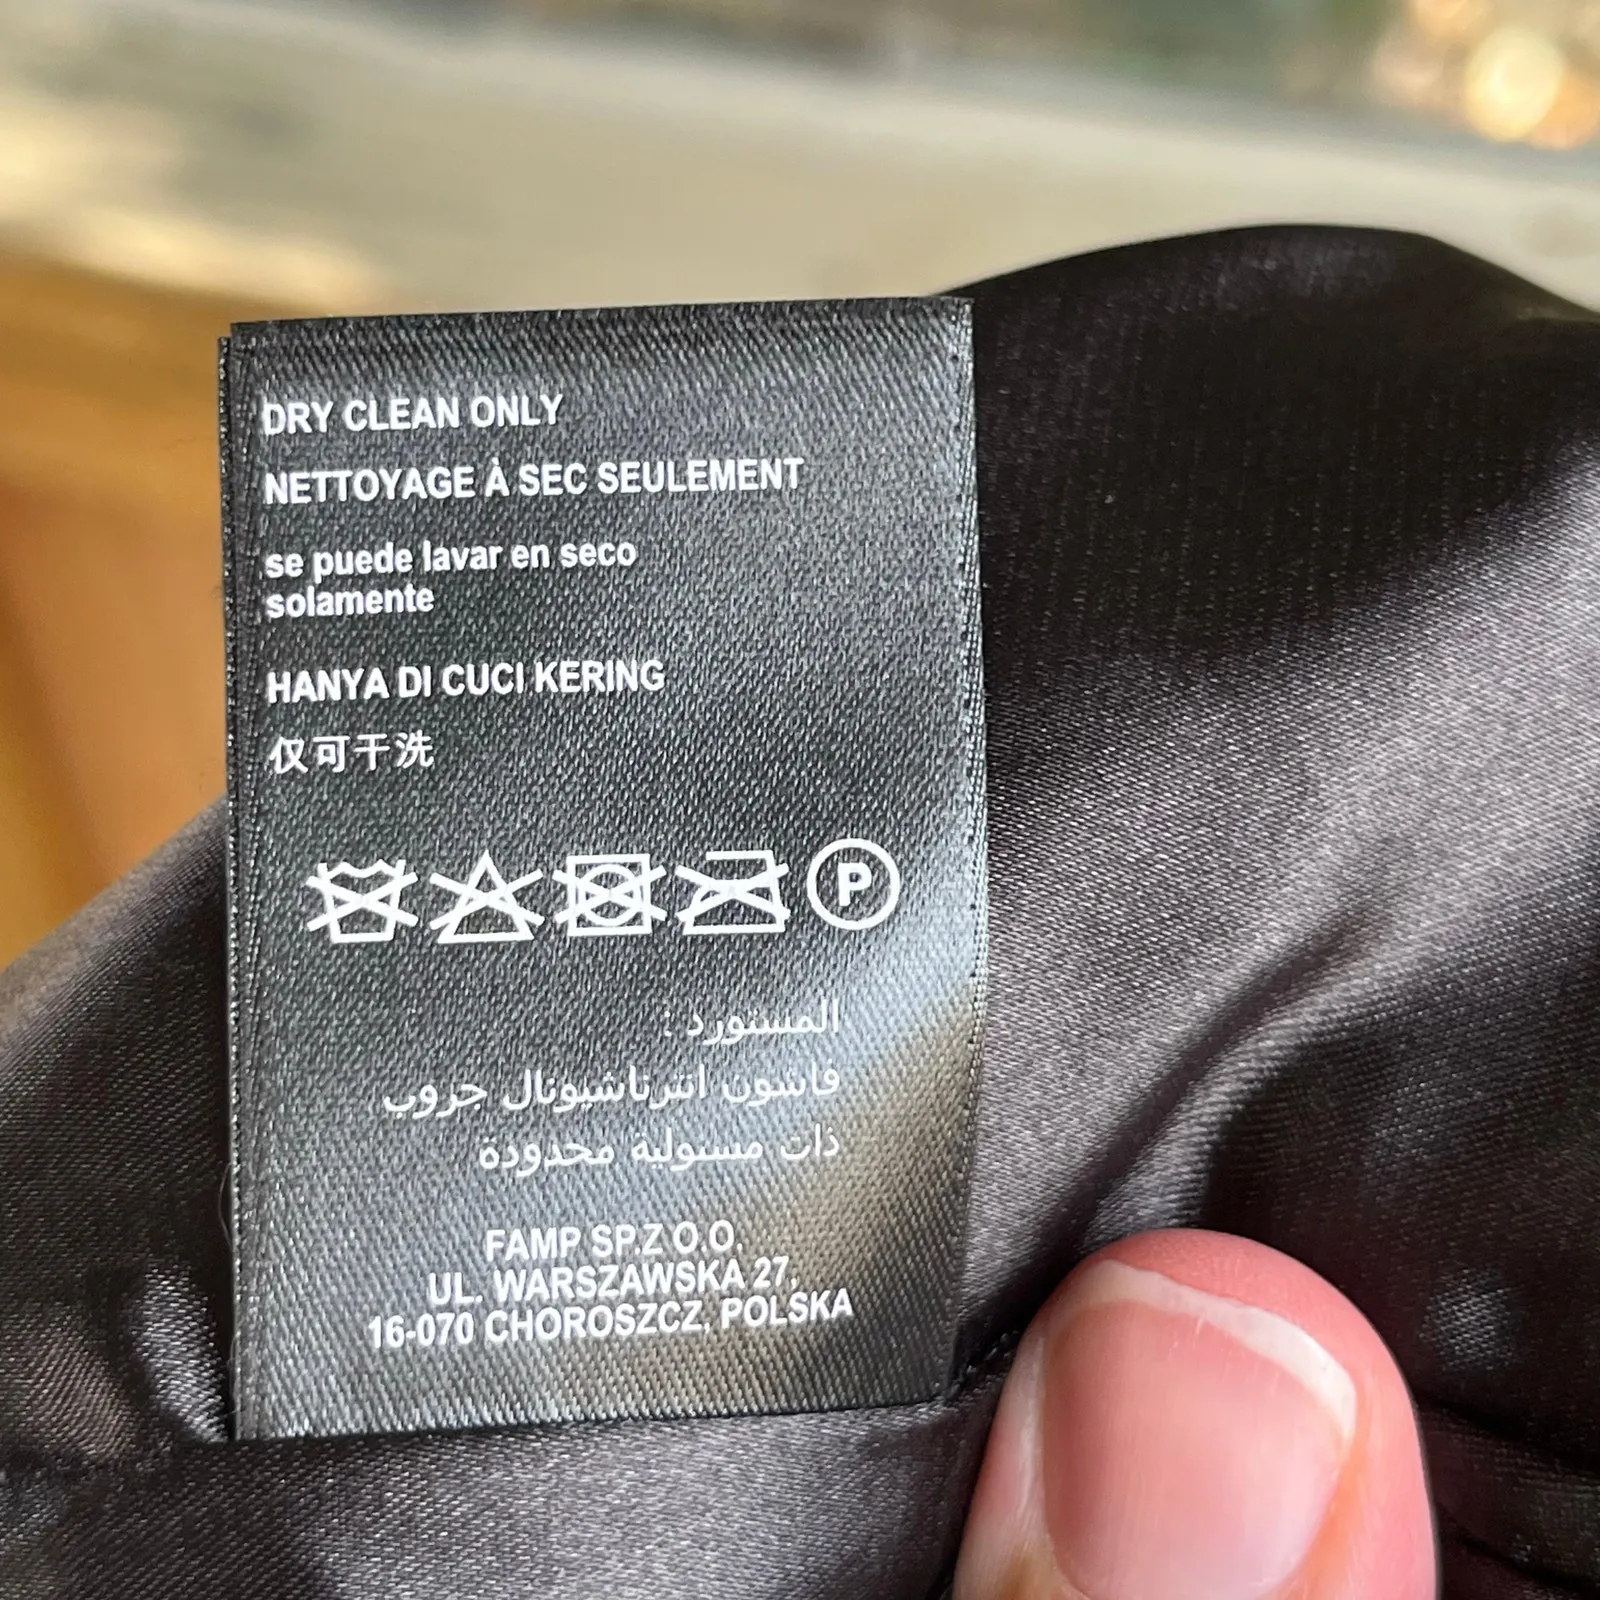 DRY CLEAN ONLY
NETTOYAGE À SEC SEULEMENT
se puede lavar en seco
solamente
HANYA DI CUCI KERING
仅可干洗
P
المستورد :
فاشون انترناشيونال جروب
ذات مسئولية محدودة
FAMP SP.Z O.O.
UL. WARSZAWSKA 27,
16-070 CHOROSZCZ, POLSKA